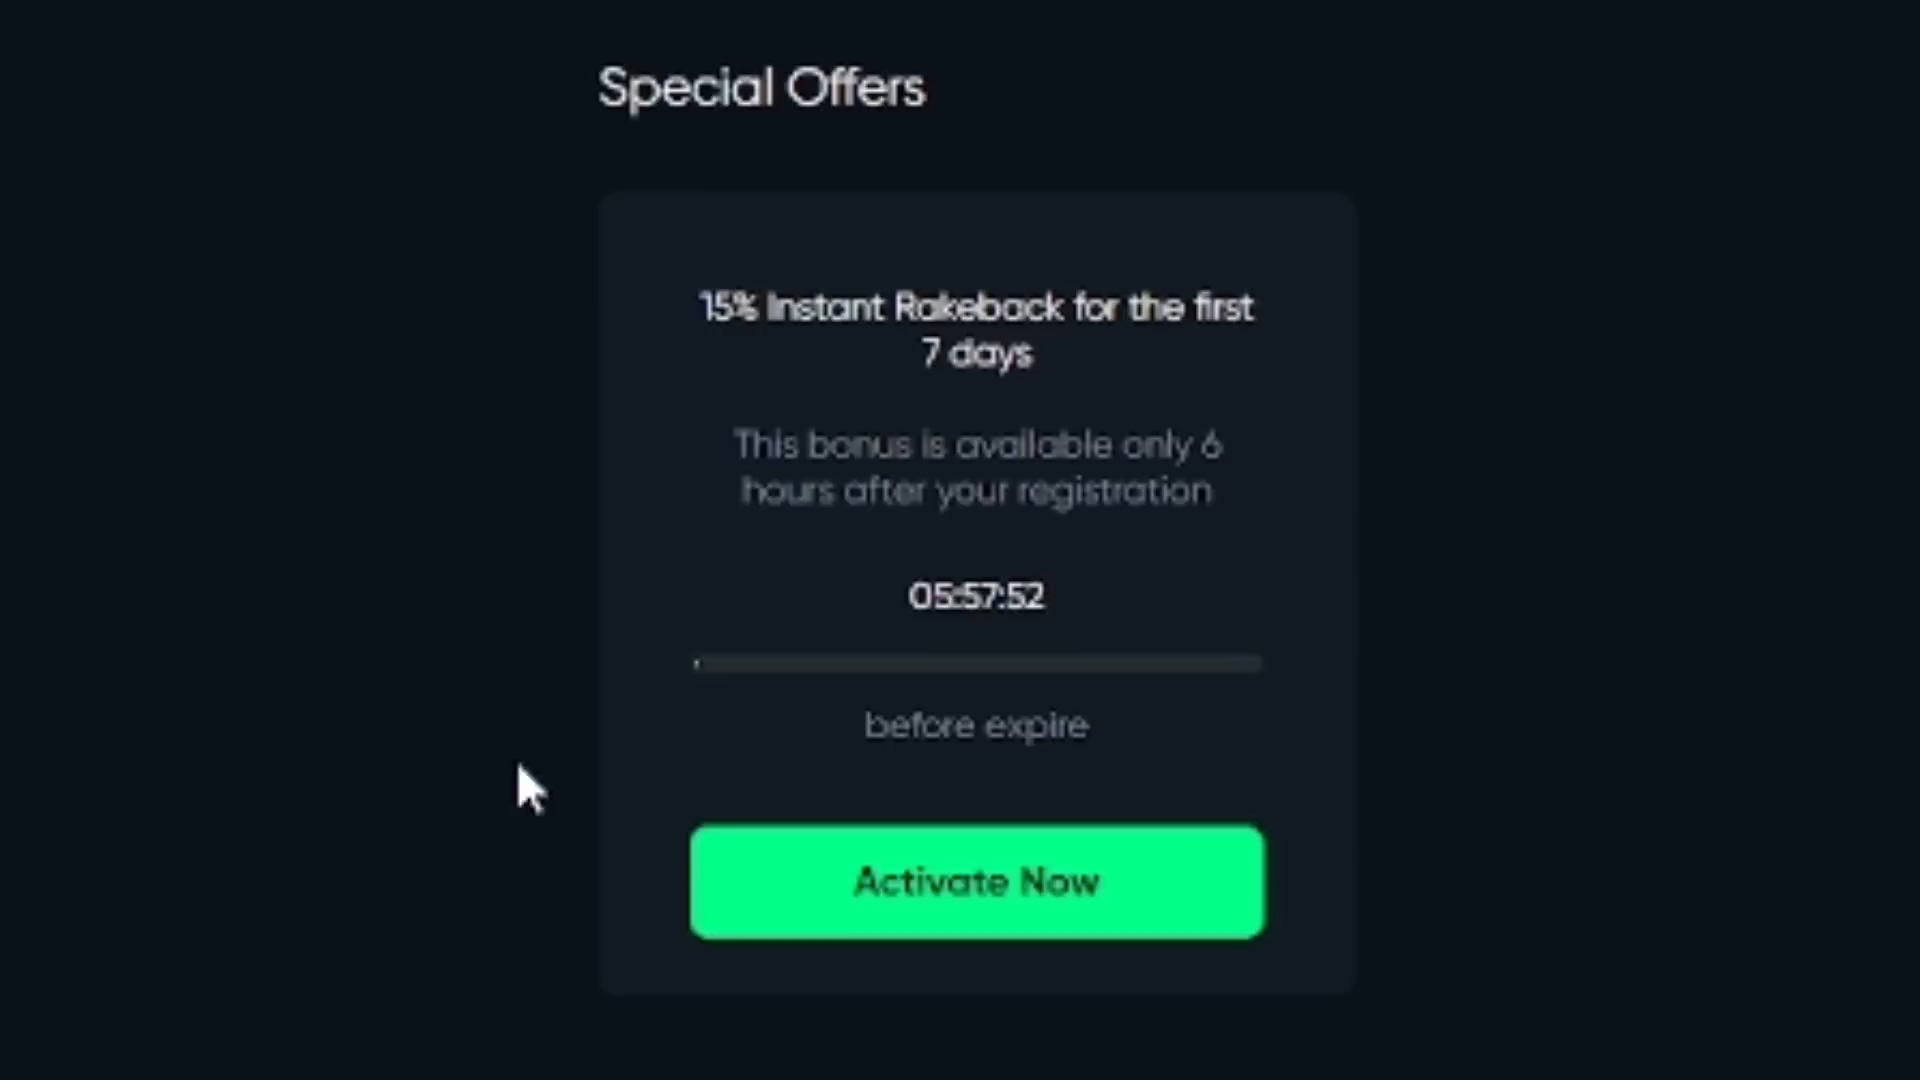 Special Offers
15% Instant Rakeback for the first
7 days
This bonus is available only 6
hours after your registration
05:57:52
before expire
Activate Now